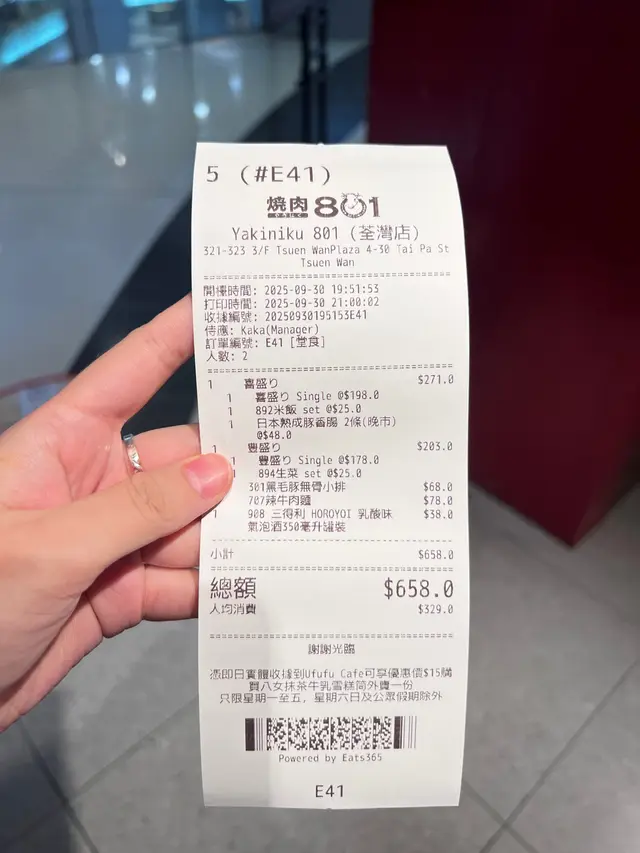 5 (#E41)
燒肉801
やきにく
Yakiniku 801 (荃灣店)
321-323 3/F Tsuen WanPlaza 4-30 Tai Pa St
Tsuen Wan
開檯時間: 2025-09-30 19:51:53
打印時間: 2025-09-30 21:00:02
收據編號: 20250930195153E41
侍應: Kaka(Manager)
訂單編號: E41 [堂食]
人數: 2
1 喜盛り $271.0
1 喜盛り Single @$198.0
1 892米飯 set @$25.0
1 日本熟成豚香腸 2條(晚市)
@$48.0
1 豐盛り $203.0
1 豐盛り Single @$178.0
1 894生菜 set @$25.0
301黑毛豚無骨小排 $68.0
707辣牛肉麵 $78.0
1 908 三得利 HOROYOI 乳酸味 $38.0
氣泡酒350毫升罐裝
小計 $658.0
總額 $658.0
人均消費 $329.0
謝謝光臨
憑即日實體收據到Ufufu Cafe可享優惠價$15購
買八女抹茶牛乳雪糕筒外賣一份
只限星期一至五，星期六日及公眾假期除外
Powered by Eats365
E41